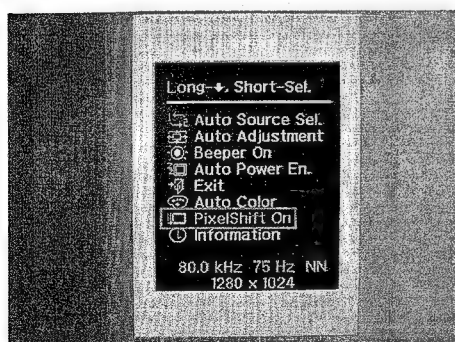 Long-↓, Short-Sel.
Auto Source Sel.
Auto Adjustment
Beeper On
Auto Power En.
Exit
Auto Color
PixelShift On
Information
80.0 kHz 75 Hz NN
1280 x 1024